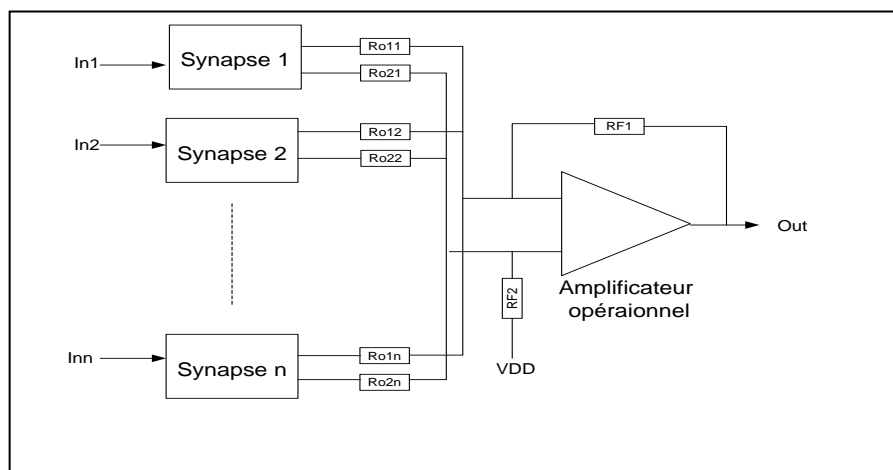 In1
Synapse 1
Ro11
Ro21
In2
Synapse 2
Ro12
Ro22
RF1
Out
Amplificateur
opéraionnel
RF2
VDD
Inn
Synapse n
Ro1n
Ro2n